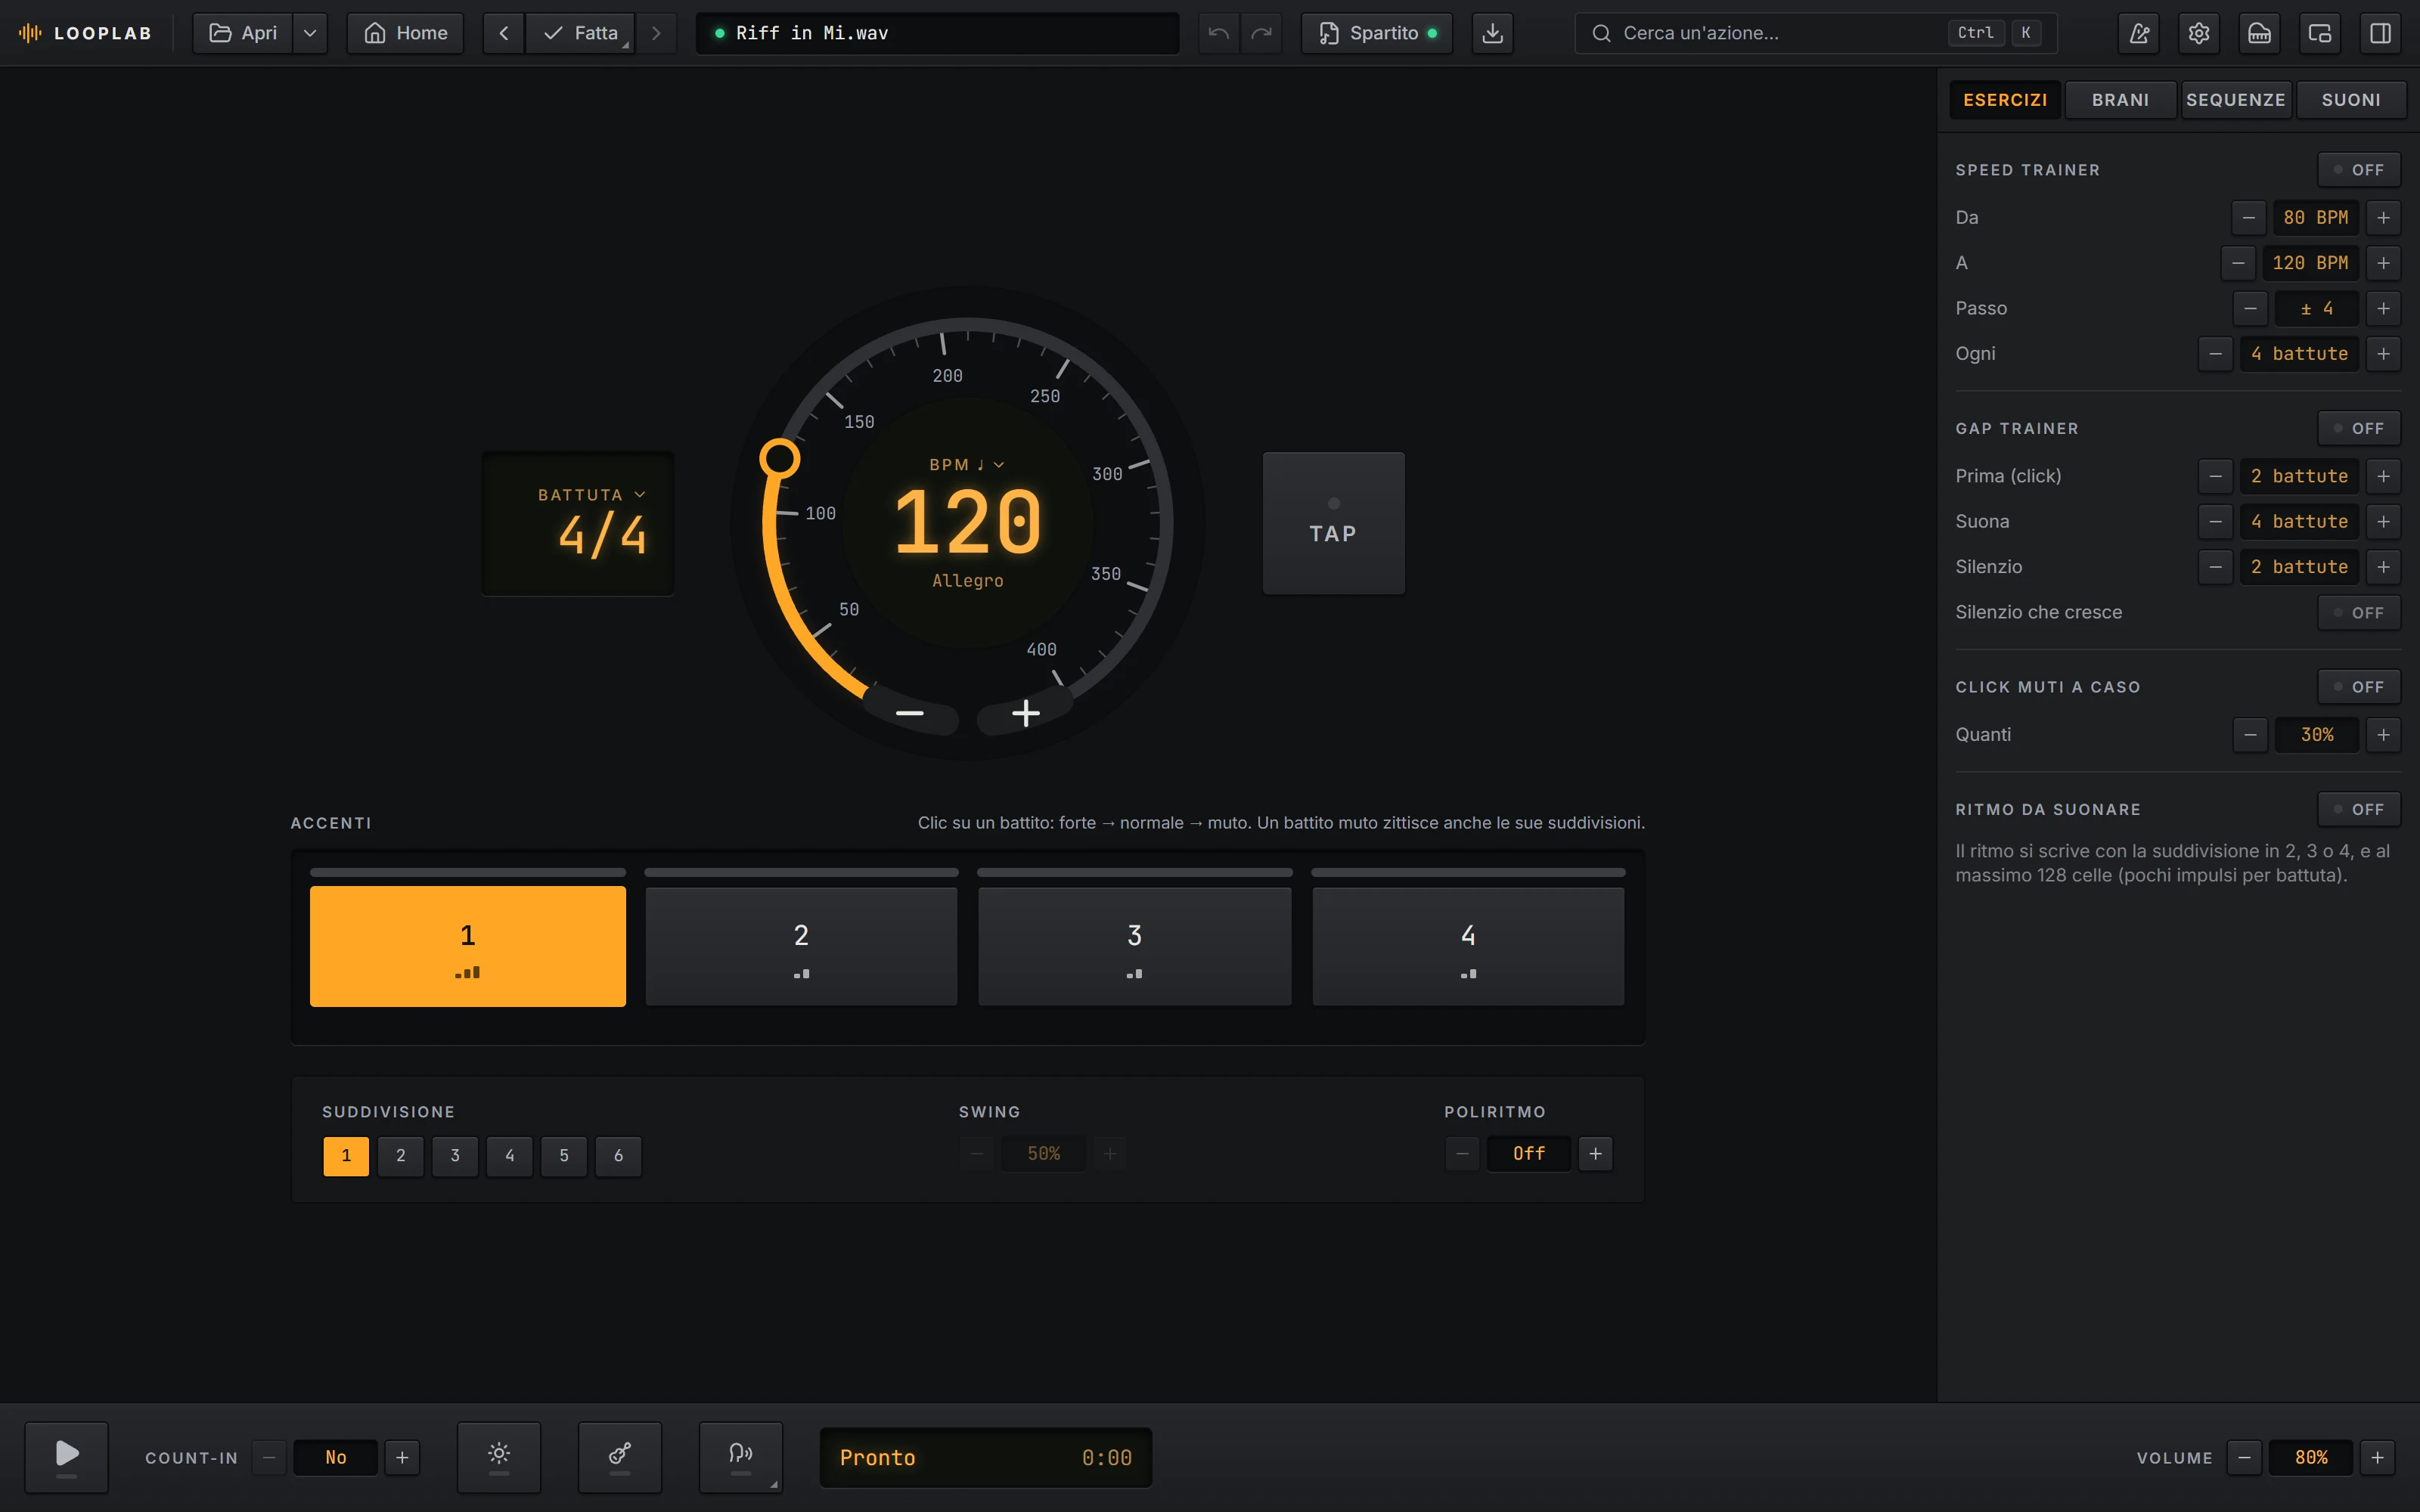 LOOPLAB
Apri
Home
Fatta
Riff in Mi.wav
Spartito
Cerca un'azione...
Ctrl K
ESERCIZI
BRANI
SEQUENZE
SUONI
SPEED TRAINER
OFF
Da
− 80 BPM +
A
− 120 BPM +
Passo
− ± 4 +
Ogni
− 4 battute +
GAP TRAINER
OFF
Prima (click)
− 2 battute +
Suona
− 4 battute +
Silenzio
− 2 battute +
Silenzio che cresce
OFF
CLICK MUTI A CASO
OFF
Quanti
− 30% +
RITMO DA SUONARE
OFF
Il ritmo si scrive con la suddivisione in 2, 3 o 4, e al
massimo 128 celle (pochi impulsi per battuta).
BATTUTA
4/4
50
100
150
200
250
300
350
400
BPM ♩
120
Allegro
− +
TAP
ACCENTI
Clic su un battito: forte → normale → muto. Un battito muto zittisce anche le sue suddivisioni.
1
2
3
4
SUDDIVISIONE
1 2 3 4 5 6
SWING
− 50% +
POLIRITMO
− Off +
COUNT-IN
− No +
Pronto 0:00
VOLUME
− 80% +